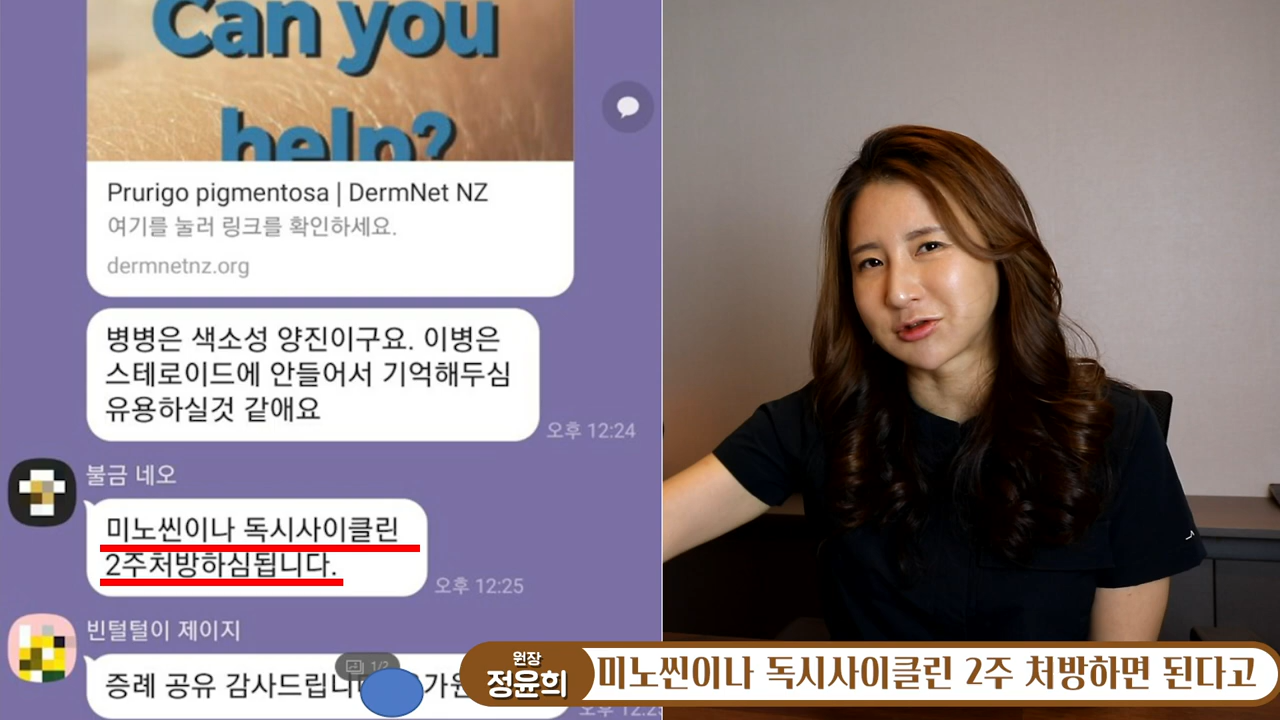 Can you
help?
Prurigo pigmentosa | DermNet NZ
여기를 눌러 링크를 확인하세요.
dermnetnz.org
병병은 색소성 양진이구요. 이병은
스테로이드에 안들어서 기억해두심
유용하실것 같애요
오후 12:24
불금 네오
미노씬이나 독시사이클린
2주처방하심됩니다.
오후 12:25
빈털털이 제이지
증례 공유 감사드립니
1/2
원장
정윤희
미노씬이나 독시사이클린 2주 처방하면 된다고